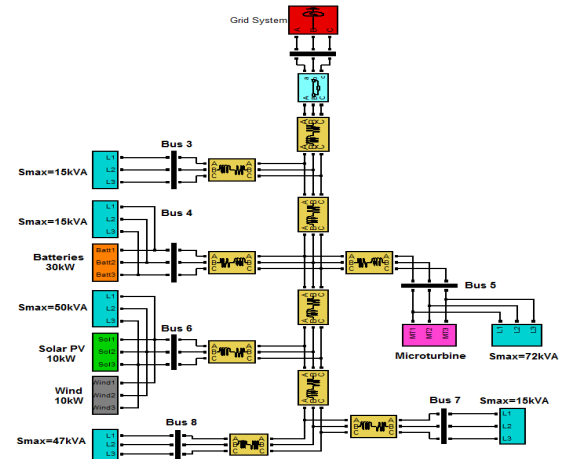 Grid System
A B C
a b c
A B C
A B C
Bus 3
L1
L2
L3
Smax=15kVA
A
B
C
A
B
C
A B C
A B C
Bus 4
L1
L2
L3
Smax=15kVA
Batteries
30kW
Batt1
Batt2
Batt3
A
B
C
A
B
C
A
B
C
A
B
C
Bus 5
MT1 MT2 MT3
L1 L2 L3
Microturbine
Smax=72kVA
A B C
A B C
Smax=50kVA
L1
L2
L3
Bus 6
Solar PV
10kW
Sol1
Sol2
Sol3
A
B
C
A
B
C
Wind
10kW
Wind1
Wind2
Wind3
A B C
A B C
Bus 7
Smax=15kVA
A
B
C
A
B
C
L1
L2
L3
Bus 8
Smax=47kVA
L1
L2
L3
A
B
C
A
B
C